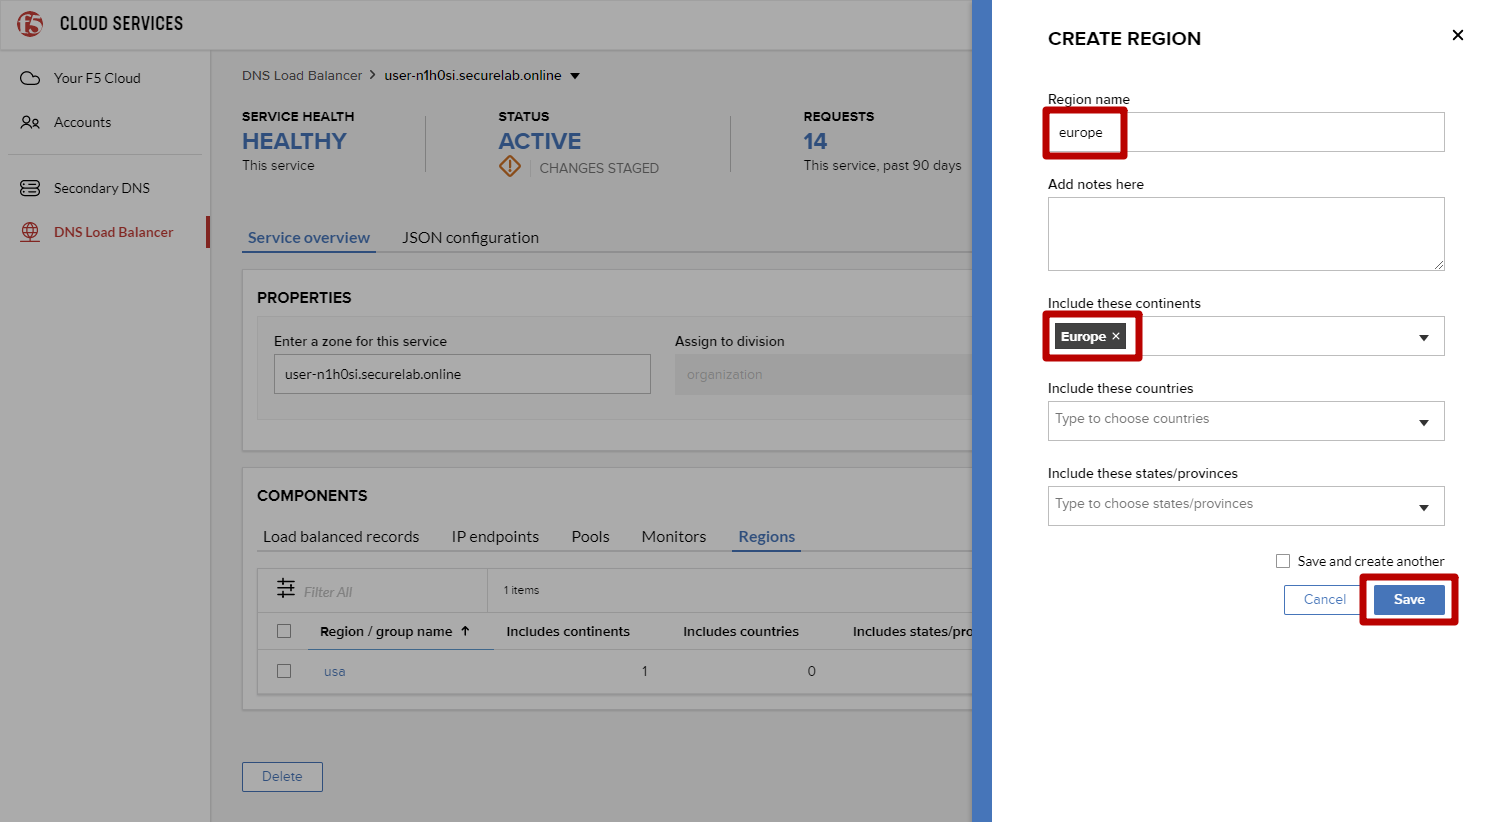 f5 CLOUD SERVICES
Your F5 Cloud
Accounts
Secondary DNS
DNS Load Balancer
DNS Load Balancer > user-n1h0si.securelab.online
SERVICE HEALTH
HEALTHY
This service
STATUS
ACTIVE
CHANGES STAGED
REQUESTS
14
This service, past 90 days
Service overview JSON configuration
PROPERTIES
Enter a zone for this service
user-n1h0si.securelab.online
Assign to division
organization
COMPONENTS
Load balanced records IP endpoints Pools Monitors Regions
Filter All 1 items
Region / group name ↑ Includes continents Includes countries Includes states/pro
usa 1 0
Delete
CREATE REGION ×
Region name
europe
Add notes here
Include these continents
Europe ×
Include these countries
Type to choose countries
Include these states/provinces
Type to choose states/provinces
Save and create another
Cancel Save